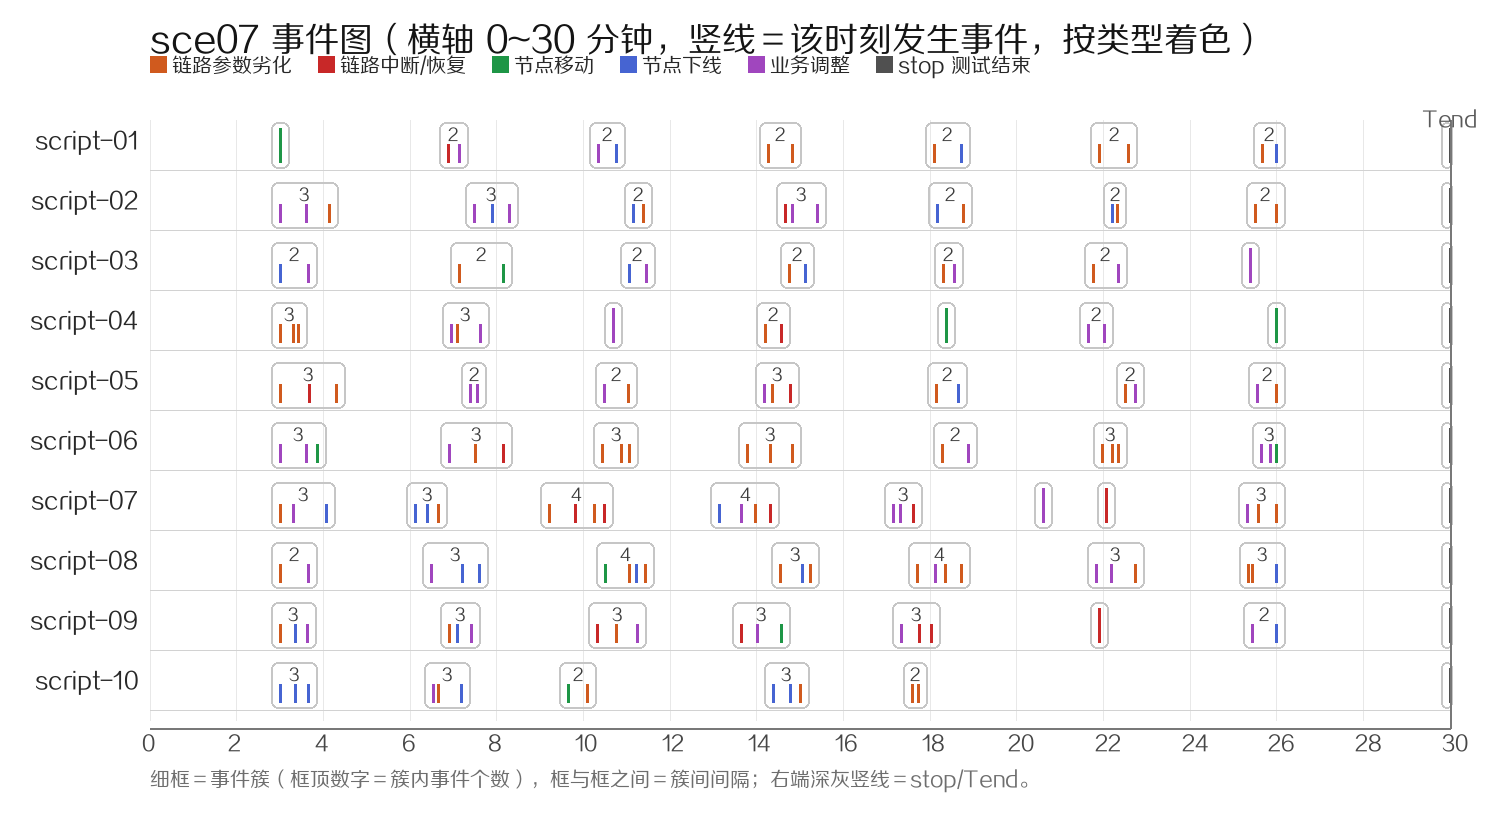 sce07 事件图（横轴 0~30 分钟，竖线＝该时刻发生事件，按类型着色）
链路参数劣化 链路中断/恢复 节点移动 节点下线 业务调整 stop 测试结束
Tend
script-01 2 2 2 2 2 2
script-02 3 3 2 3 2 2 2
script-03 2 2 2 2 2 2
script-04 3 3 2 2
script-05 3 2 2 3 2 2 2
script-06 3 3 3 3 2 3 3
script-07 3 3 4 4 3 3
script-08 2 3 4 3 4 3 3
script-09 3 3 3 3 3 2
script-10 3 3 2 3 2
0 2 4 6 8 10 12 14 16 18 20 22 24 26 28 30
细框＝事件簇（框顶数字＝簇内事件个数），框与框之间＝簇间间隔；右端深灰竖线＝stop/Tend。